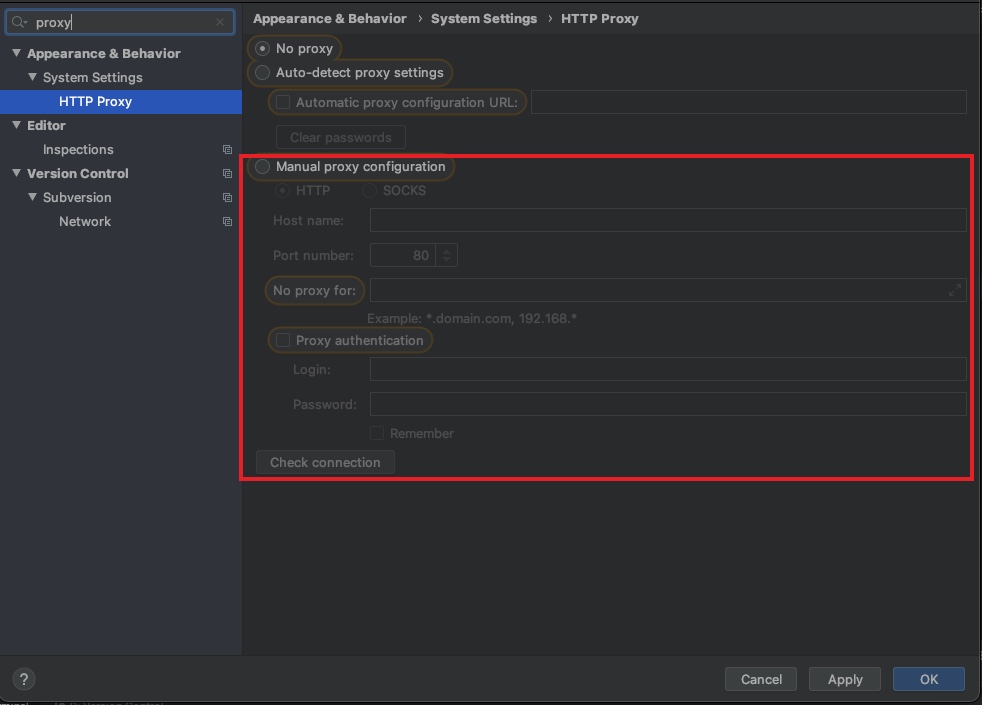 proxy
Appearance & Behavior
System Settings
HTTP Proxy
Editor
Inspections
Version Control
Subversion
Network
Appearance & Behavior › System Settings › HTTP Proxy
No proxy
Auto-detect proxy settings
Automatic proxy configuration URL:
Clear passwords
Manual proxy configuration
HTTP SOCKS
Host name:
Port number: 80
No proxy for:
Example: *.domain.com, 192.168.*
Proxy authentication
Login:
Password:
Remember
Check connection
? Cancel Apply OK